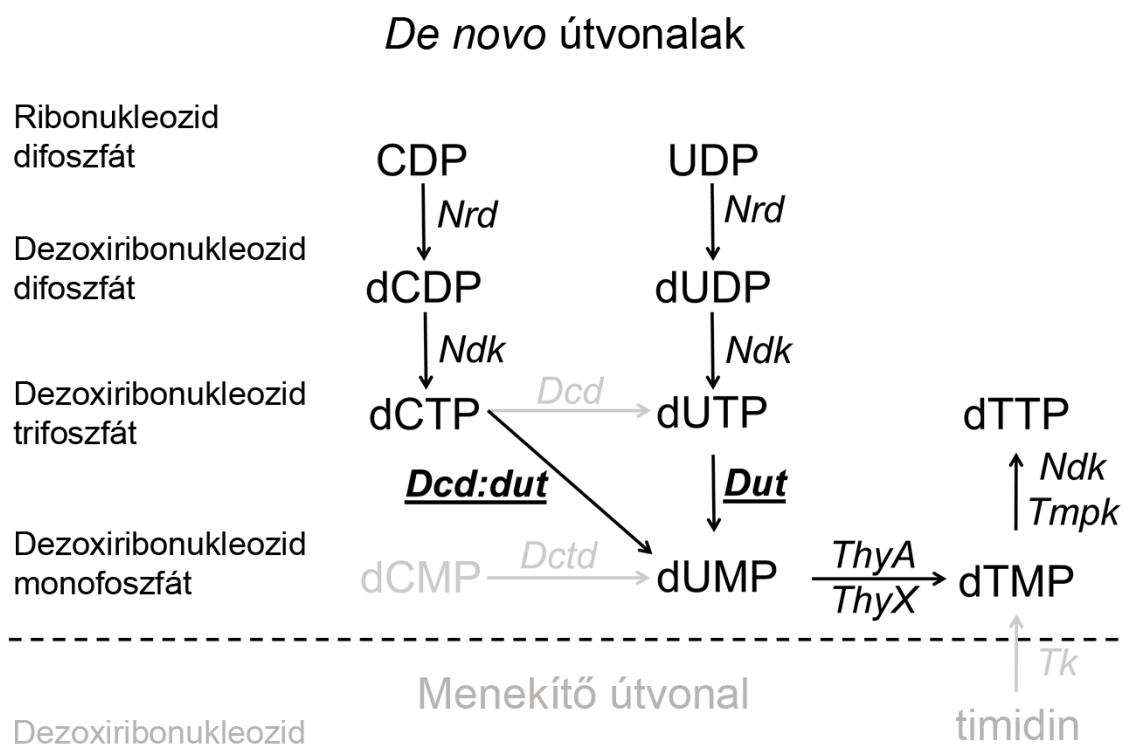 De novo útvonalak
Ribonukleozid
difoszfát
CDP
UDP
Nrd
Nrd
Dezoxiribonukleozid
difoszfát
dCDP
dUDP
Ndk
Ndk
Dezoxiribonukleozid
trifoszfát
dCTP
Dcd
dUTP
dTTP
Dcd:dut
Dut
Ndk
Tmpk
Dezoxiribonukleozid
monofoszfát
dCMP
Dctd
dUMP
ThyA
ThyX
dTMP
Tk
Menekítő útvonal
Dezoxiribonukleozid
timidin